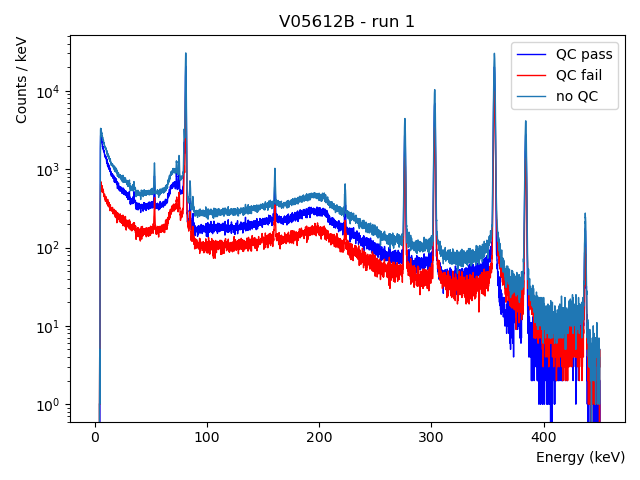 V05612B - run 1
Counts / keV
QC pass
QC fail
no QC
10⁴
10³
10²
10¹
10⁰
0 100 200 300 400
Energy (keV)